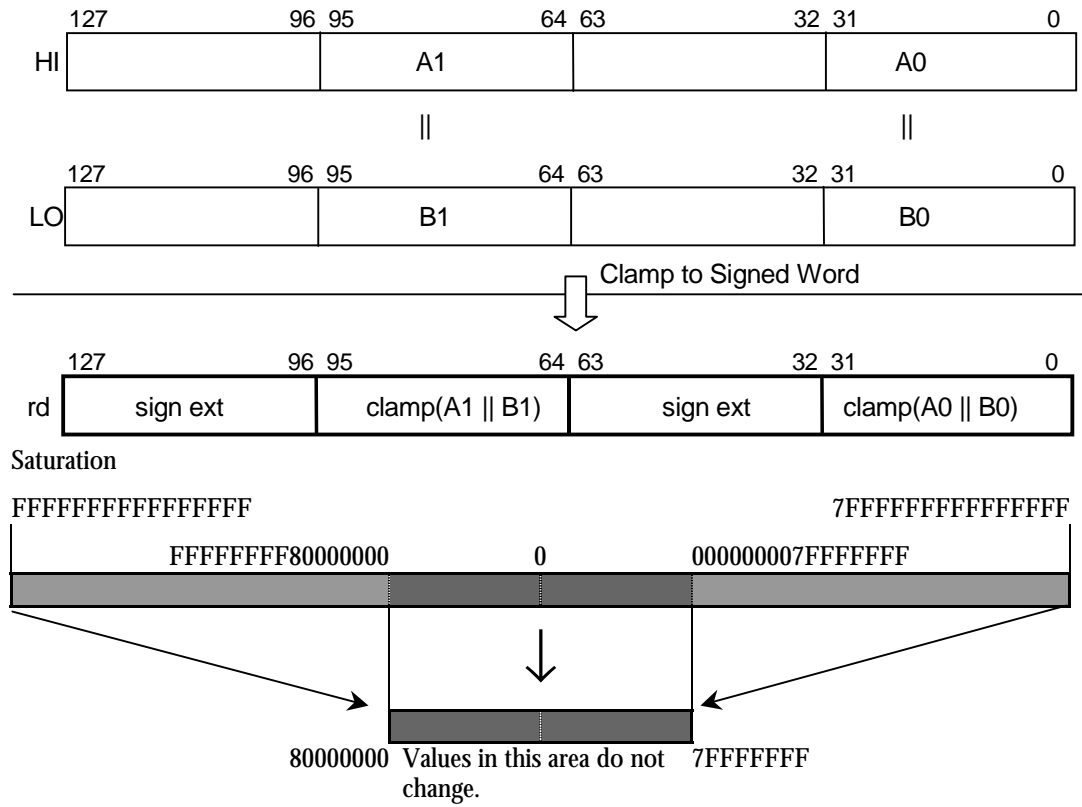 127 96 95 64 63 32 31 0
HI A1 A0
|| ||
127 96 95 64 63 32 31 0
LO B1 B0
Clamp to Signed Word
127 96 95 64 63 32 31 0
rd sign ext clamp(A1 || B1) sign ext clamp(A0 || B0)
Saturation
FFFFFFFFFFFFFFFF 7FFFFFFFFFFFFFFF
FFFFFFFF80000000 0 000000007FFFFFFF
80000000 Values in this area do not 7FFFFFFF
change.